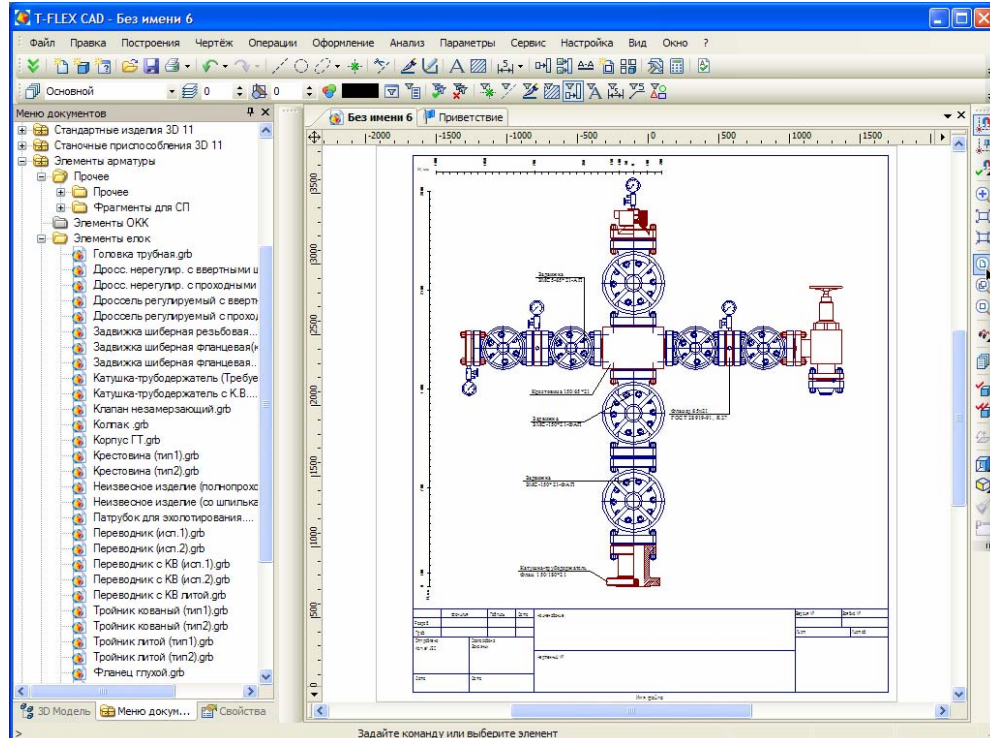 T-FLEX CAD - Без имени 6
Файл Правка Построения Чертёж Операции Оформление Анализ Параметры Сервис Настройка Вид Окно ?
Основной 0 0
Меню документов
Без имени 6 Приветствие
Стандартные изделия 3D 11
Станочные приспособления 3D 11
Элементы арматуры
Прочее
Прочее
Фрагменты для СП
Элементы ОКК
Элементы елок
Головка трубная.grb
Дросс. нерегулир. с ввертными ш
Дросс. нерегулир. с проходными
Дроссель регулируемый с вверт
Дроссель регулируемый с прохо
Задвижка шиберная резьбовая...
Задвижка шиберная фланцевая(к
Задвижка шиберная фланцевая..
Катушка-трубодержатель (Требуе
Катушка-трубодержатель с К.В....
Клапан незамерзающий.grb
Колпак .grb
Корпус ГТ.grb
Крестовина (тип1).grb
Крестовина (тип2).grb
Неизвесное изделие (полнопрохо
Неизвесное изделие (со шпилька
Патрубок для эхолотирования....
Переводник (исп.1).grb
Переводник (исп.2).grb
Переводник с КВ (исп.1).grb
Переводник с КВ (исп.2).grb
Переводник с КВ литой.grb
Тройник кованый (тип1).grb
Тройник кованый (тип2).grb
Тройник литой (тип1).grb
Тройник литой (тип2).grb
Фланец глухой.grb
3D Модель Меню докум... Свойства
-2000 -1500 -1000 -500 0 500 1000 1500
3500
3000
2500
2000
1500
1000
500
0
Задвижка
Крестовина
Задвижка
Задвижка
Катушка-трубодержатель
> Задайте команду или выберите элемент